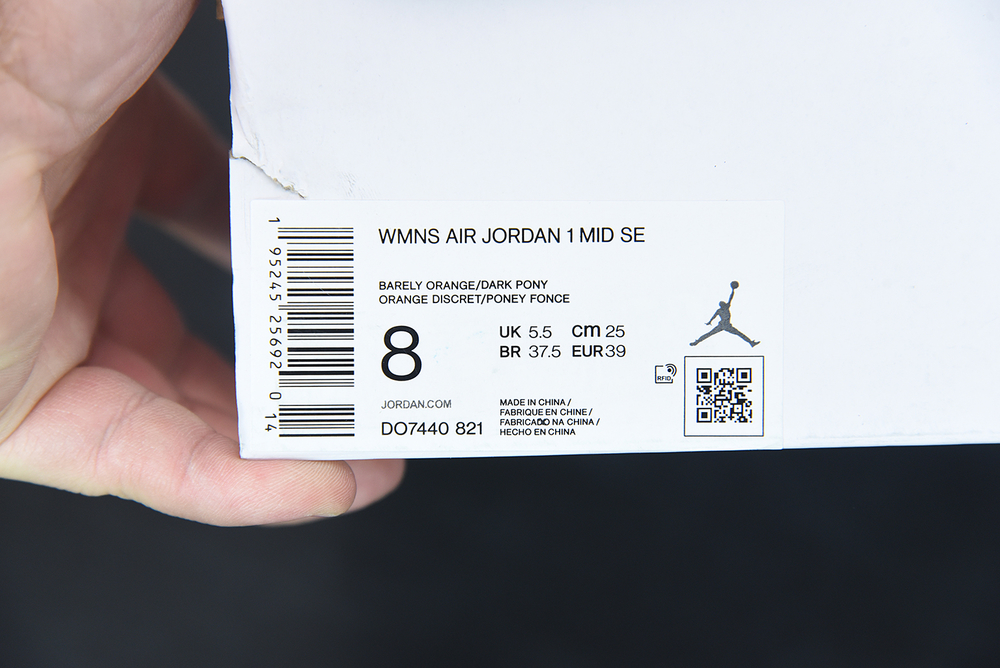 WMNS AIR JORDAN 1 MID SE
BARELY ORANGE/DARK PONY
ORANGE DISCRET/PONEY FONCE
8
UK 5.5 cm 25
BR 37.5 EUR 39
RFID
JORDAN.COM
DO7440 821
MADE IN CHINA /
FABRIQUE EN CHINE /
FABRICADO NA CHINA /
HECHO EN CHINA
1 95245 25692 0 14